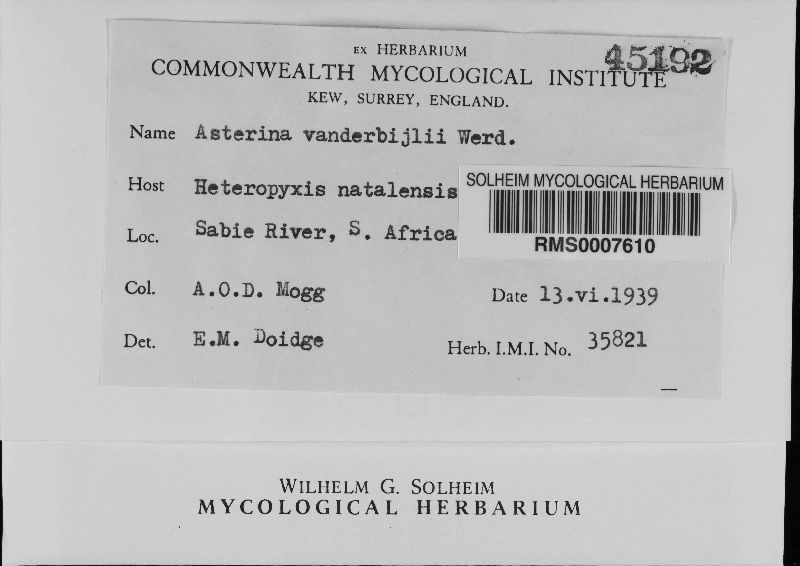 EX HERBARIUM
45192
COMMONWEALTH MYCOLOGICAL INSTITUTE
KEW, SURREY, ENGLAND.
Name Asterina vanderbijlii Werd.
Host Heteropyxis natalensis
SOLHEIM MYCOLOGICAL HERBARIUM
RMS0007610
Loc. Sabie River, S. Africa
Col. A.O.D. Mogg Date 13.vi.1939
Det. E.M. Doidge Herb. I.M.I. No. 35821
WILHELM G. SOLHEIM
MYCOLOGICAL HERBARIUM